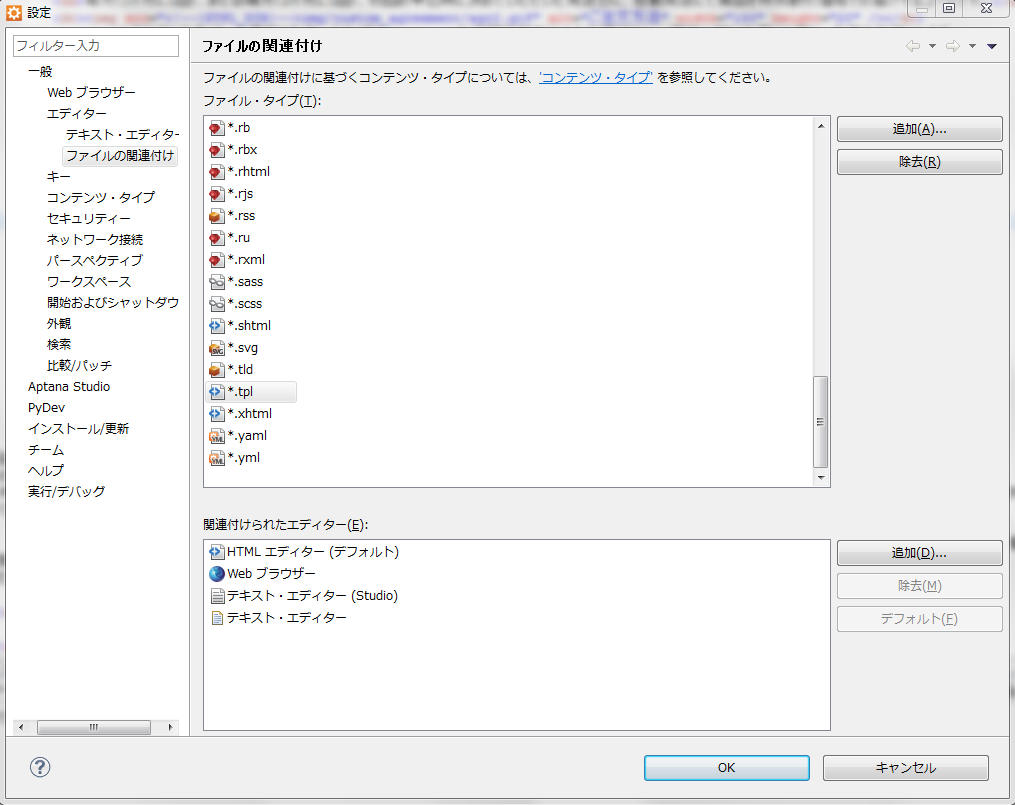 設定
フィルター入力
一般
Web ブラウザー
エディター
テキスト・エディター
ファイルの関連付け
キー
コンテンツ・タイプ
セキュリティー
ネットワーク接続
パースペクティブ
ワークスペース
開始およびシャットダウ
外観
検索
比較/パッチ
Aptana Studio
PyDev
インストール/更新
チーム
ヘルプ
実行/デバッグ
ファイルの関連付け
ファイルの関連付けに基づくコンテンツ・タイプについては、'コンテンツ・タイプ' を参照してください。
ファイル・タイプ(T):
*.rb
*.rbx
*.rhtml
*.rjs
*.rss
*.ru
*.rxml
*.sass
*.scss
*.shtml
*.svg
*.tld
*.tpl
*.xhtml
*.yaml
*.yml
追加(A)...
除去(R)
関連付けられたエディター(E):
HTML エディター (デフォルト)
Web ブラウザー
テキスト・エディター (Studio)
テキスト・エディター
追加(D)...
除去(M)
デフォルト(F)
OK
キャンセル